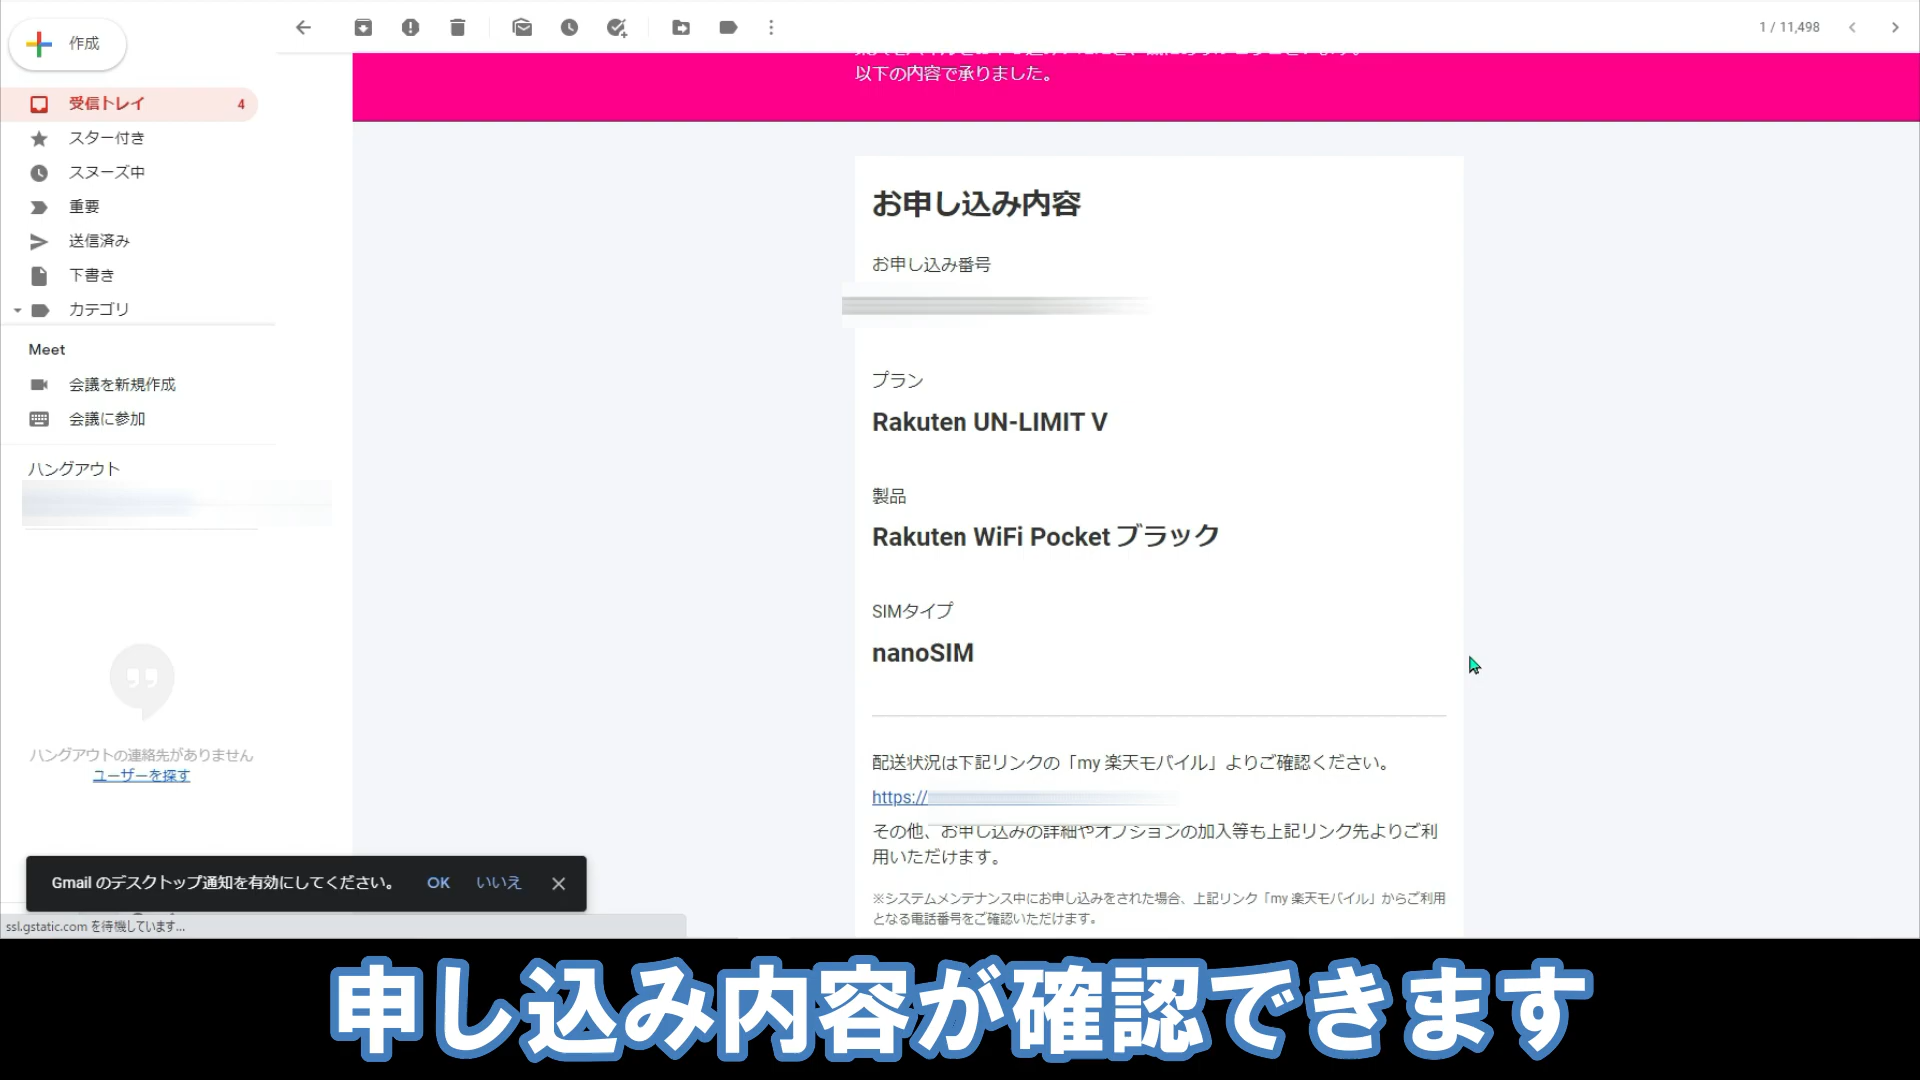 作成
1 / 11,498
受信トレイ 4
スター付き
スヌーズ中
重要
送信済み
下書き
カテゴリ
Meet
会議を新規作成
会議に参加
ハングアウト
ハングアウトの連絡先がありません
ユーザーを探す
Gmail のデスクトップ通知を有効にしてください。 OK いいえ
ssl.gstatic.com を待機しています...
以下の内容で承りました。
お申し込み内容
お申し込み番号
プラン
Rakuten UN-LIMIT V
製品
Rakuten WiFi Pocket ブラック
SIMタイプ
nanoSIM
配送状況は下記リンクの「my 楽天モバイル」よりご確認ください。
https://
その他、お申し込みの詳細やオプションの加入等も上記リンク先よりご利
用いただけます。
※システムメンテナンス中にお申し込みをされた場合、上記リンク「my 楽天モバイル」からご利用
となる電話番号をご確認いただけます。
申し込み内容が確認できます